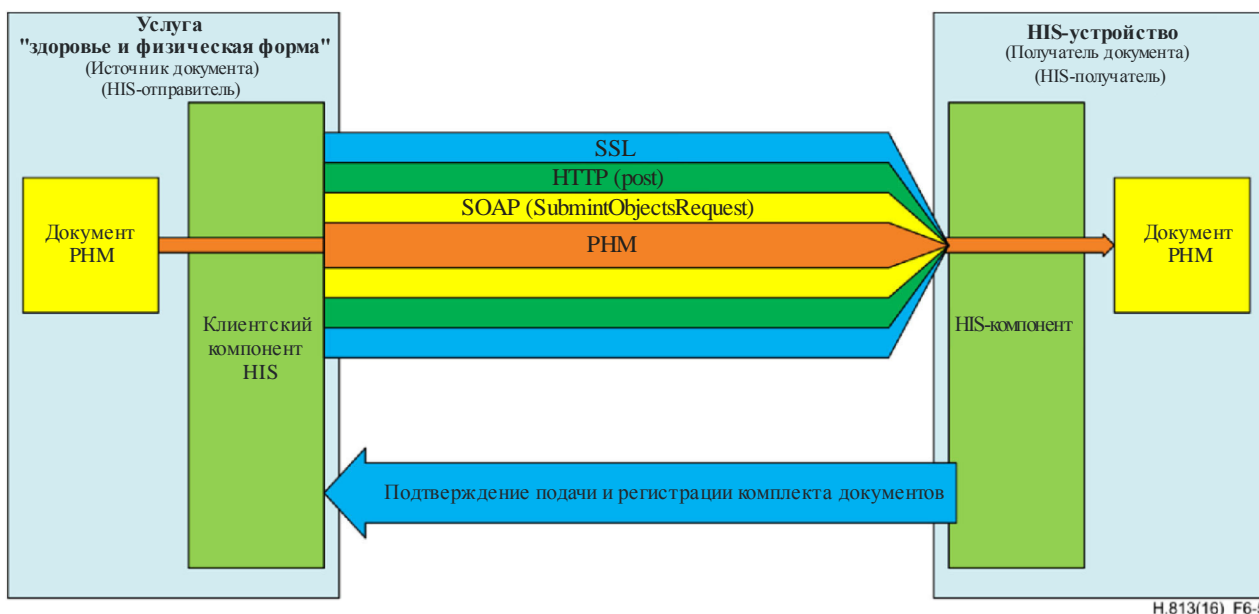 Услуга
"здоровье и физическая форма"
(Источник документа)
(HIS-отправитель)
HIS-устройство
(Получатель документа)
(HIS-получатель)
SSL
HTTP (post)
SOAP (SubmintObjectsRequest)
PHM
Документ
PHM
Документ
PHM
Клиентский
компонент
HIS
HIS-компонент
Подтверждение подачи и регистрации комплекта документов
H.813(16)_F6-